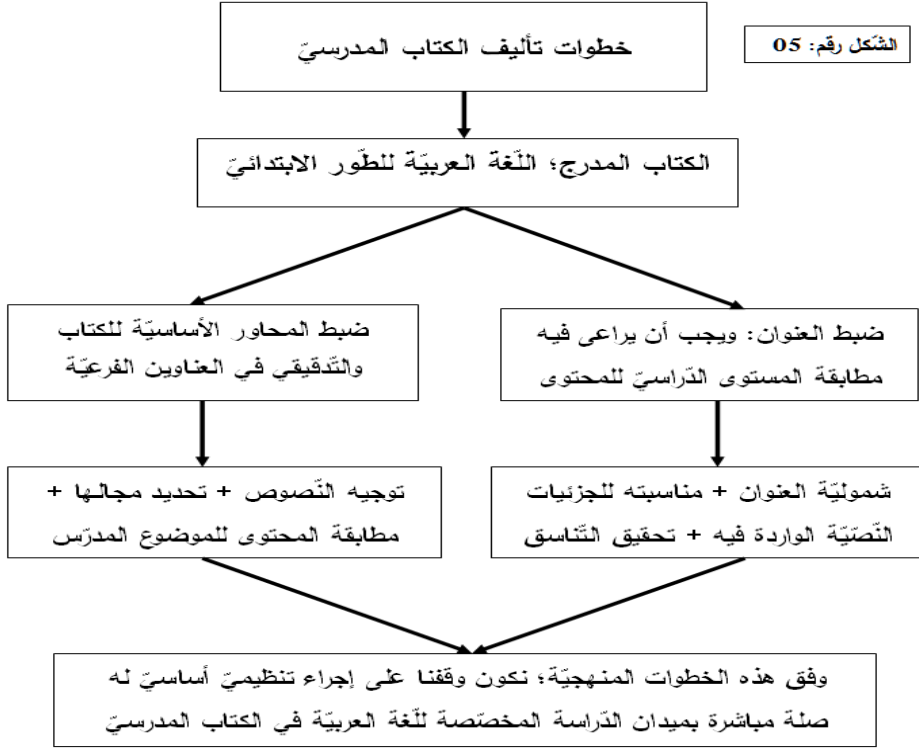 الشّكل رقم: 05
خطوات تأليف الكتاب المدرسيّ
الكتاب المدرج؛ اللّغة العربيّة للطّور الابتدائيّ
ضبط العنوان: ويجب أن يراعى فيه
مطابقة المستوى الدّراسيّ للمحتوى
ضبط المحاور الأساسيّة للكتاب
والتّدقيقي في العناوين الفرعيّة
شموليّة العنوان + مناسبته للجزئيات
النّصّيّة الواردة فيه + تحقيق التّناسق
توجيه النّصوص + تحديد مجالها +
مطابقة المحتوى للموضوع المدرّس
وفق هذه الخطوات المنهجيّة؛ نكون وقفنا على إجراء تنظيميّ أساسيّ له
صلة مباشرة بميدان الدّراسة المخصّصة للّغة العربيّة في الكتاب المدرسيّ